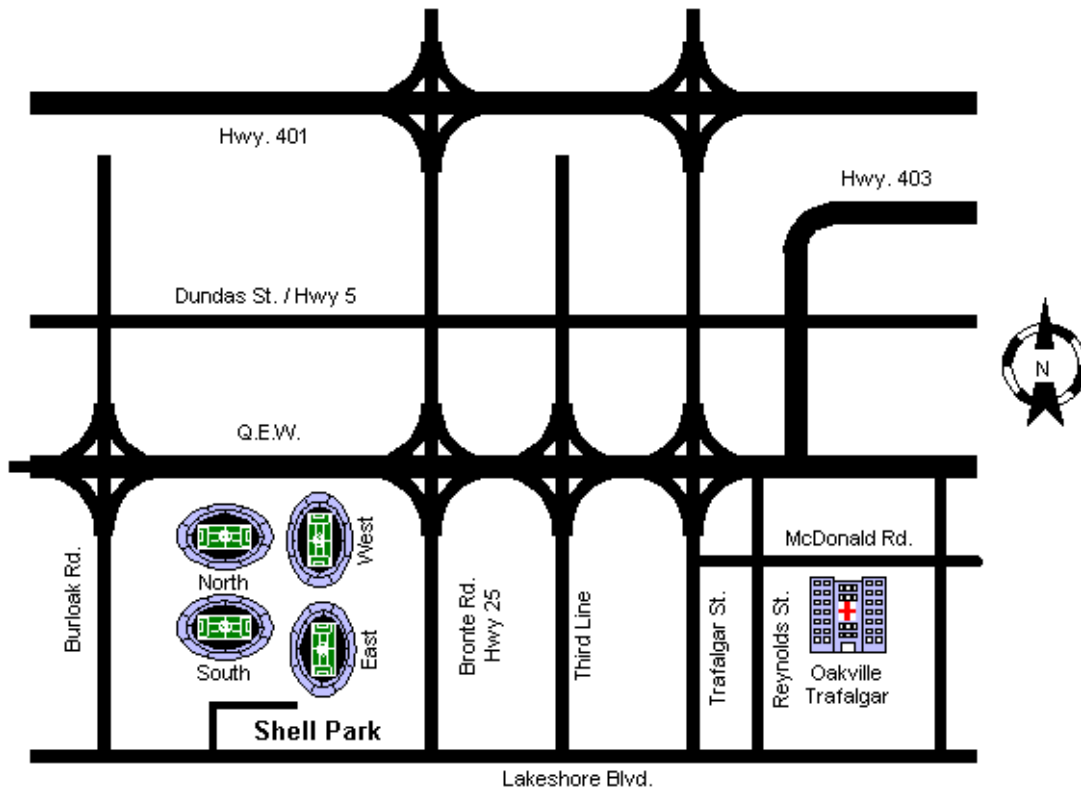 Hwy. 401
Hwy. 403
Dundas St. / Hwy 5
N
Q.E.W.
McDonald Rd.
West
North
Burloak Rd.
Bronte Rd.
Hwy 25
Third Line
Trafalgar St.
Reynolds St.
East
South
Oakville
Trafalgar
Shell Park
Lakeshore Blvd.